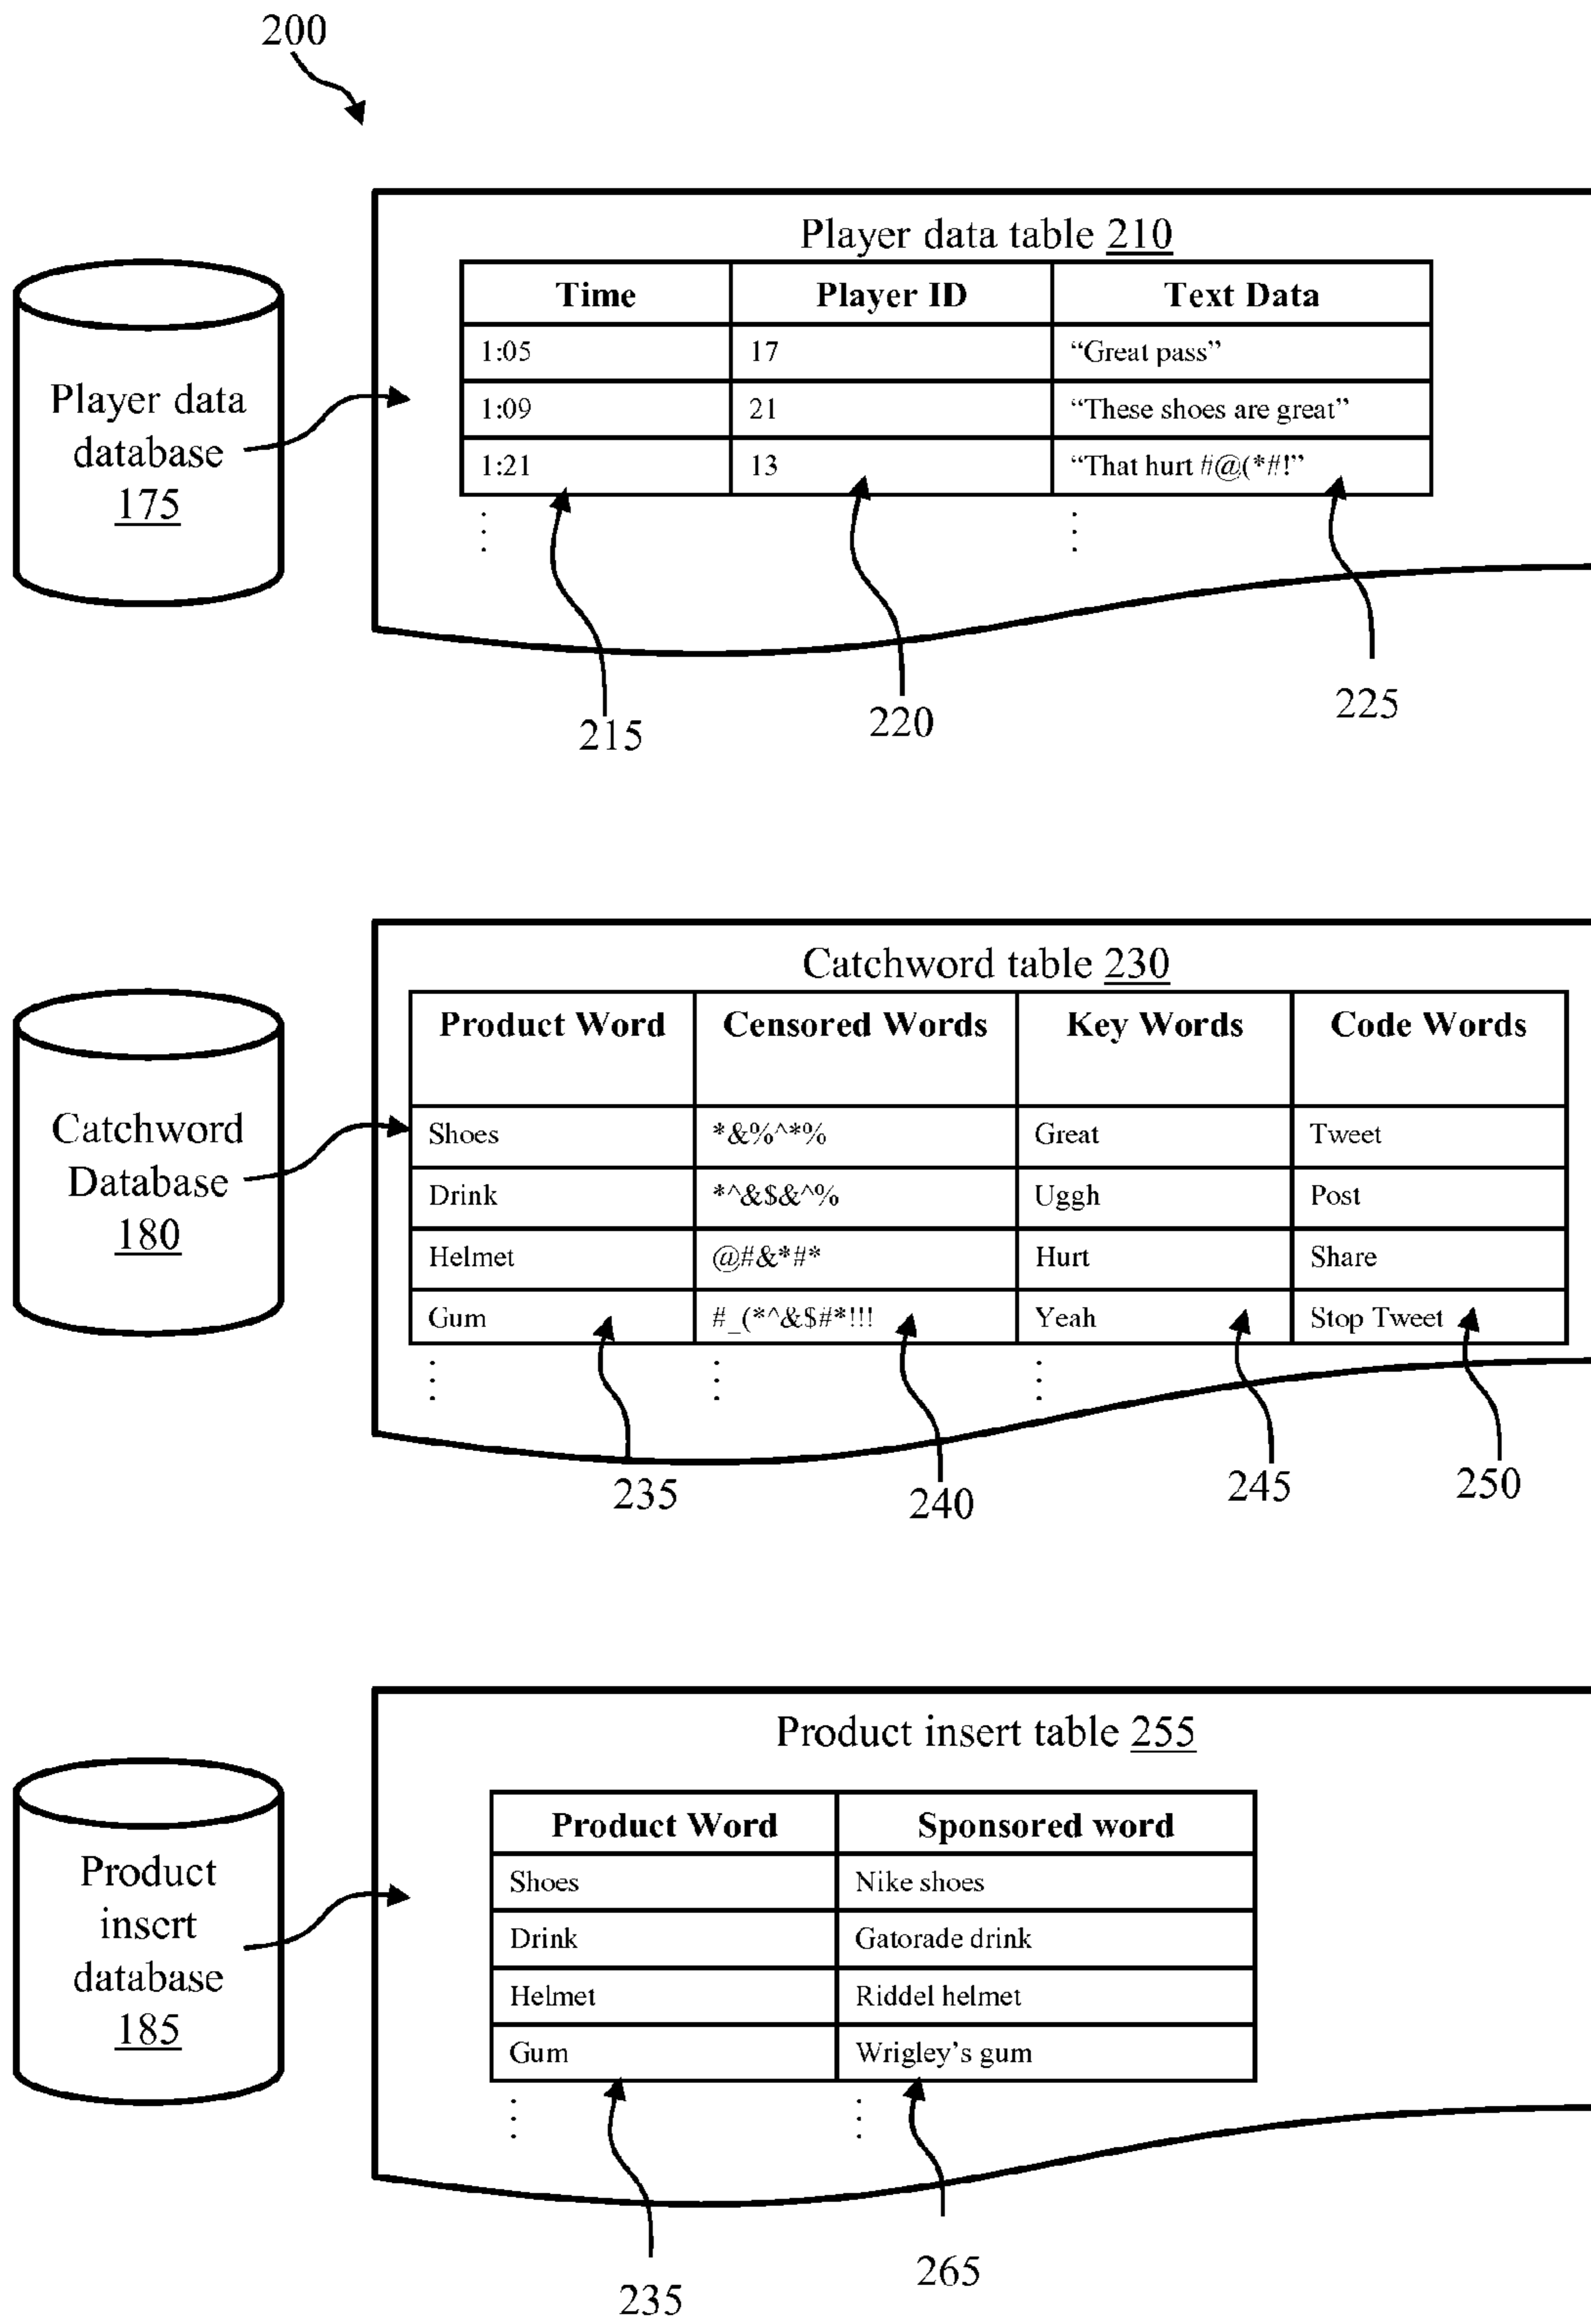 200
Player data table 210
Time Player ID Text Data
1:05 17 “Great pass”
1:09 21 “These shoes are great”
1:21 13 “That hurt #@(*#!”
Player data
database
175
215
220
225
Catchword table 230
Product Word Censored Words Key Words Code Words
Shoes *&%^*% Great Tweet
Drink *^&$&^% Uggh Post
Helmet @#&*#* Hurt Share
Gum #_(*^&$#*!!! Yeah Stop Tweet
Catchword
Database
180
235
240
245
250
Product insert table 255
Product Word Sponsored word
Shoes Nike shoes
Drink Gatorade drink
Helmet Riddel helmet
Gum Wrigley’s gum
Product
insert
database
185
235
265